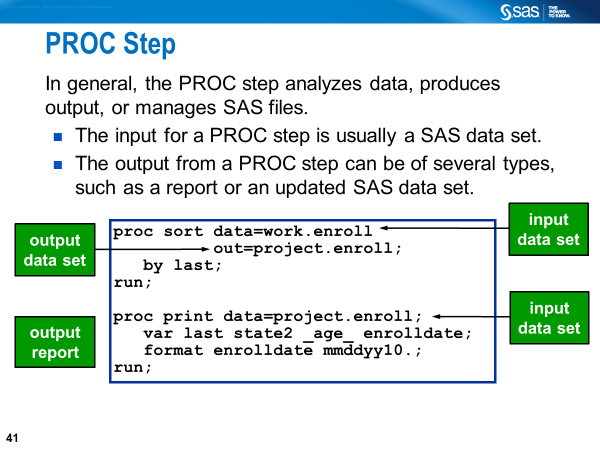 sas
THE
POWER
TO KNOW.
PROC Step
In general, the PROC step analyzes data, produces
output, or manages SAS files.
The input for a PROC step is usually a SAS data set.
The output from a PROC step can be of several types,
such as a report or an updated SAS data set.
input
data set
output
data set
proc sort data=work.enroll
out=project.enroll;
by last;
run;
input
data set
output
report
proc print data=project.enroll;
var last state2 _age_ enrolldate;
format enrolldate mmddyy10.;
run;
41